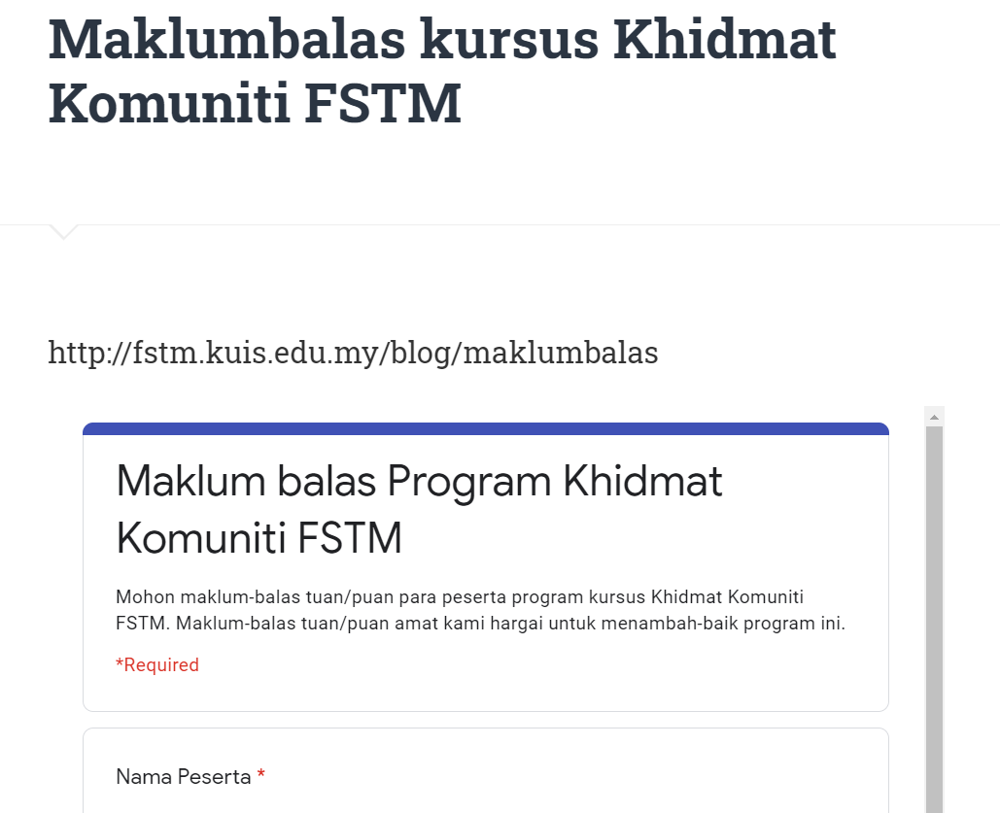 Maklumbalas kursus Khidmat
Komuniti FSTM
http://fstm.kuis.edu.my/blog/maklumbalas
Maklum balas Program Khidmat
Komuniti FSTM
Mohon maklum-balas tuan/puan para peserta program kursus Khidmat Komuniti
FSTM. Maklum-balas tuan/puan amat kami hargai untuk menambah-baik program ini.
*Required
Nama Peserta *